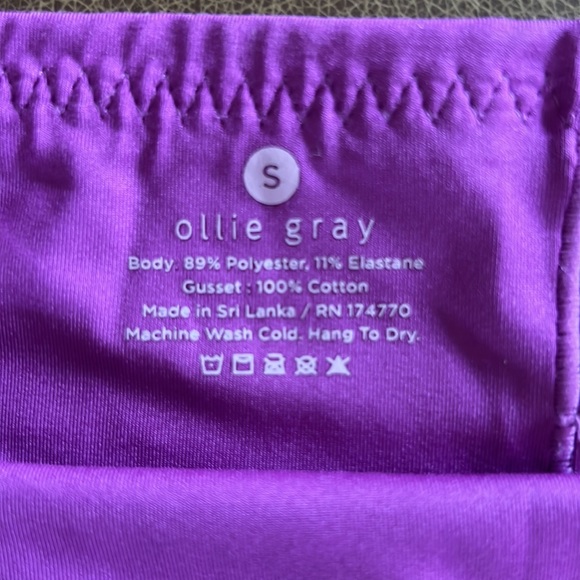 S
ollie gray
Body: 89% Polyester, 11% Elastane
Gusset : 100% Cotton
Made in Sri Lanka / RN 174770
Machine Wash Cold. Hang To Dry.